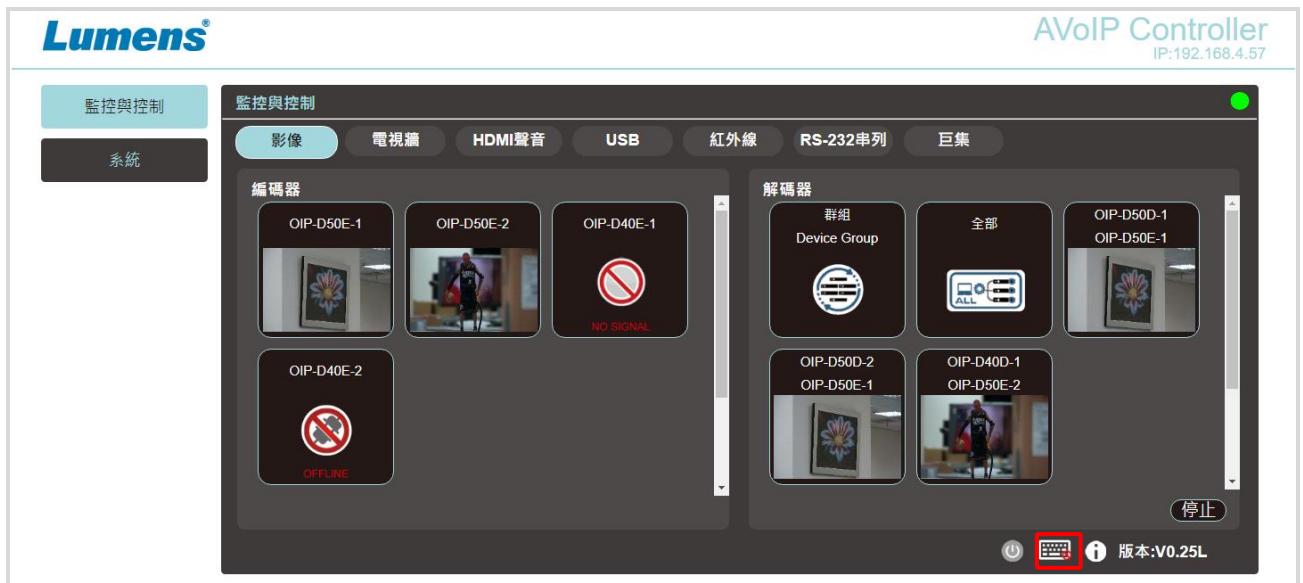 Lumens®
AVoIP Controller
IP:192.168.4.57
監控與控制
系統
監控與控制
影像
電視牆
HDMI聲音
USB
紅外線
RS-232串列
巨集
編碼器
OIP-D50E-1
OIP-D50E-2
OIP-D40E-1
NO SIGNAL
OIP-D40E-2
OFFLINE
解碼器
群組
Device Group
全部
ALL
OIP-D50D-1
OIP-D50E-1
OIP-D50D-2
OIP-D50E-1
OIP-D40D-1
OIP-D50E-2
停止
版本:V0.25L